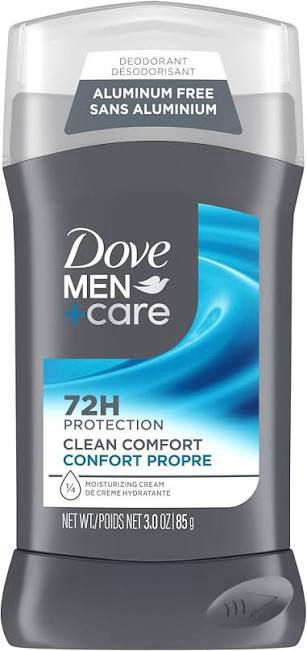 DEODORANT
DÉSODORISANT
ALUMINUM FREE
SANS ALUMINIUM
Dove
MEN
+care
72H
PROTECTION
CLEAN COMFORT
CONFORT PROPRE
1/4 MOISTURIZING CREAM
DE CRÈME HYDRATANTE
NET WT./POIDS NET 3.0 OZ | 85 g